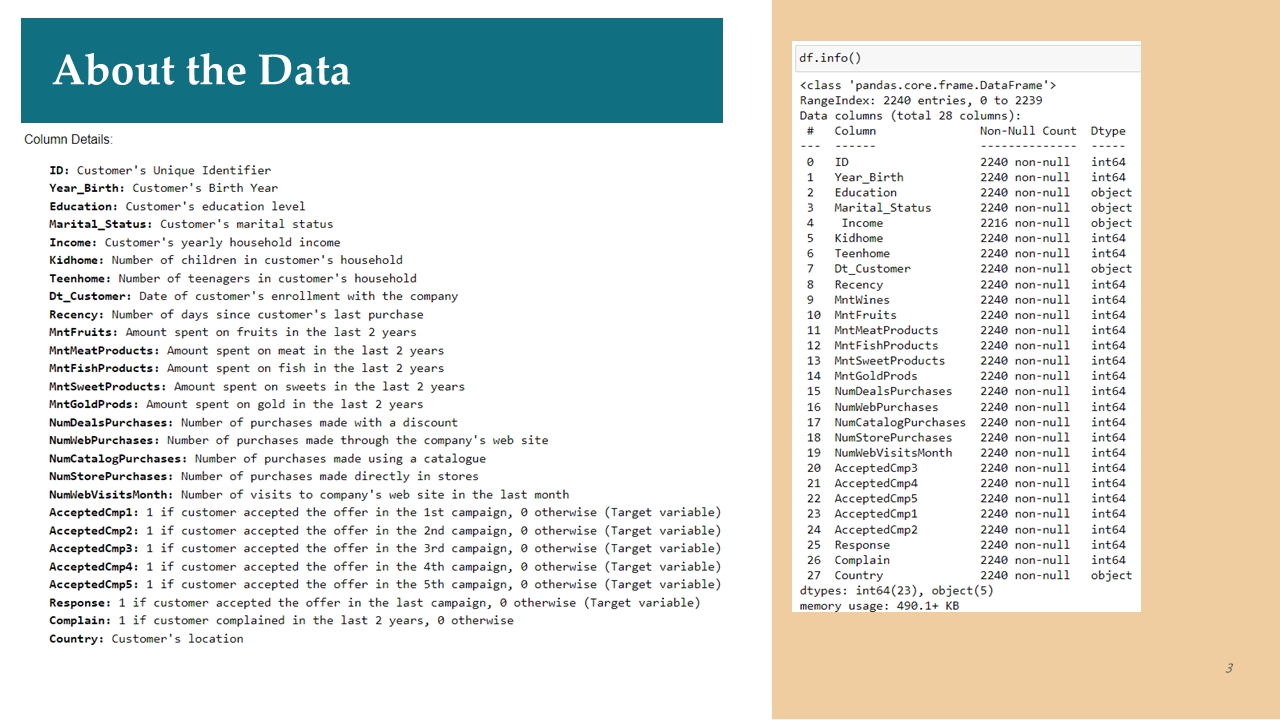 About the Data
Column Details:
ID: Customer's Unique Identifier
Year_Birth: Customer's Birth Year
Education: Customer's education level
Marital_Status: Customer's marital status
Income: Customer's yearly household income
Kidhome: Number of children in customer's household
Teenhome: Number of teenagers in customer's household
Dt_Customer: Date of customer's enrollment with the company
Recency: Number of days since customer's last purchase
MntFruits: Amount spent on fruits in the last 2 years
MntMeatProducts: Amount spent on meat in the last 2 years
MntFishProducts: Amount spent on fish in the last 2 years
MntSweetProducts: Amount spent on sweets in the last 2 years
MntGoldProds: Amount spent on gold in the last 2 years
NumDealsPurchases: Number of purchases made with a discount
NumWebPurchases: Number of purchases made through the company's web site
NumCatalogPurchases: Number of purchases made using a catalogue
NumStorePurchases: Number of purchases made directly in stores
NumWebVisitsMonth: Number of visits to company's web site in the last month
AcceptedCmp1: 1 if customer accepted the offer in the 1st campaign, 0 otherwise (Target variable)
AcceptedCmp2: 1 if customer accepted the offer in the 2nd campaign, 0 otherwise (Target variable)
AcceptedCmp3: 1 if customer accepted the offer in the 3rd campaign, 0 otherwise (Target variable)
AcceptedCmp4: 1 if customer accepted the offer in the 4th campaign, 0 otherwise (Target variable)
AcceptedCmp5: 1 if customer accepted the offer in the 5th campaign, 0 otherwise (Target variable)
Response: 1 if customer accepted the offer in the last campaign, 0 otherwise (Target variable)
Complain: 1 if customer complained in the last 2 years, 0 otherwise
Country: Customer's location
df.info()
<class 'pandas.core.frame.DataFrame'>
RangeIndex: 2240 entries, 0 to 2239
Data columns (total 28 columns):
# Column Non-Null Count Dtype
--- ------ -------------- -----
0 ID 2240 non-null int64
1 Year_Birth 2240 non-null int64
2 Education 2240 non-null object
3 Marital_Status 2240 non-null object
4 Income 2216 non-null object
5 Kidhome 2240 non-null int64
6 Teenhome 2240 non-null int64
7 Dt_Customer 2240 non-null object
8 Recency 2240 non-null int64
9 MntWines 2240 non-null int64
10 MntFruits 2240 non-null int64
11 MntMeatProducts 2240 non-null int64
12 MntFishProducts 2240 non-null int64
13 MntSweetProducts 2240 non-null int64
14 MntGoldProds 2240 non-null int64
15 NumDealsPurchases 2240 non-null int64
16 NumWebPurchases 2240 non-null int64
17 NumCatalogPurchases 2240 non-null int64
18 NumStorePurchases 2240 non-null int64
19 NumWebVisitsMonth 2240 non-null int64
20 AcceptedCmp3 2240 non-null int64
21 AcceptedCmp4 2240 non-null int64
22 AcceptedCmp5 2240 non-null int64
23 AcceptedCmp1 2240 non-null int64
24 AcceptedCmp2 2240 non-null int64
25 Response 2240 non-null int64
26 Complain 2240 non-null int64
27 Country 2240 non-null object
dtypes: int64(23), object(5)
memory usage: 490.1+ KB
3